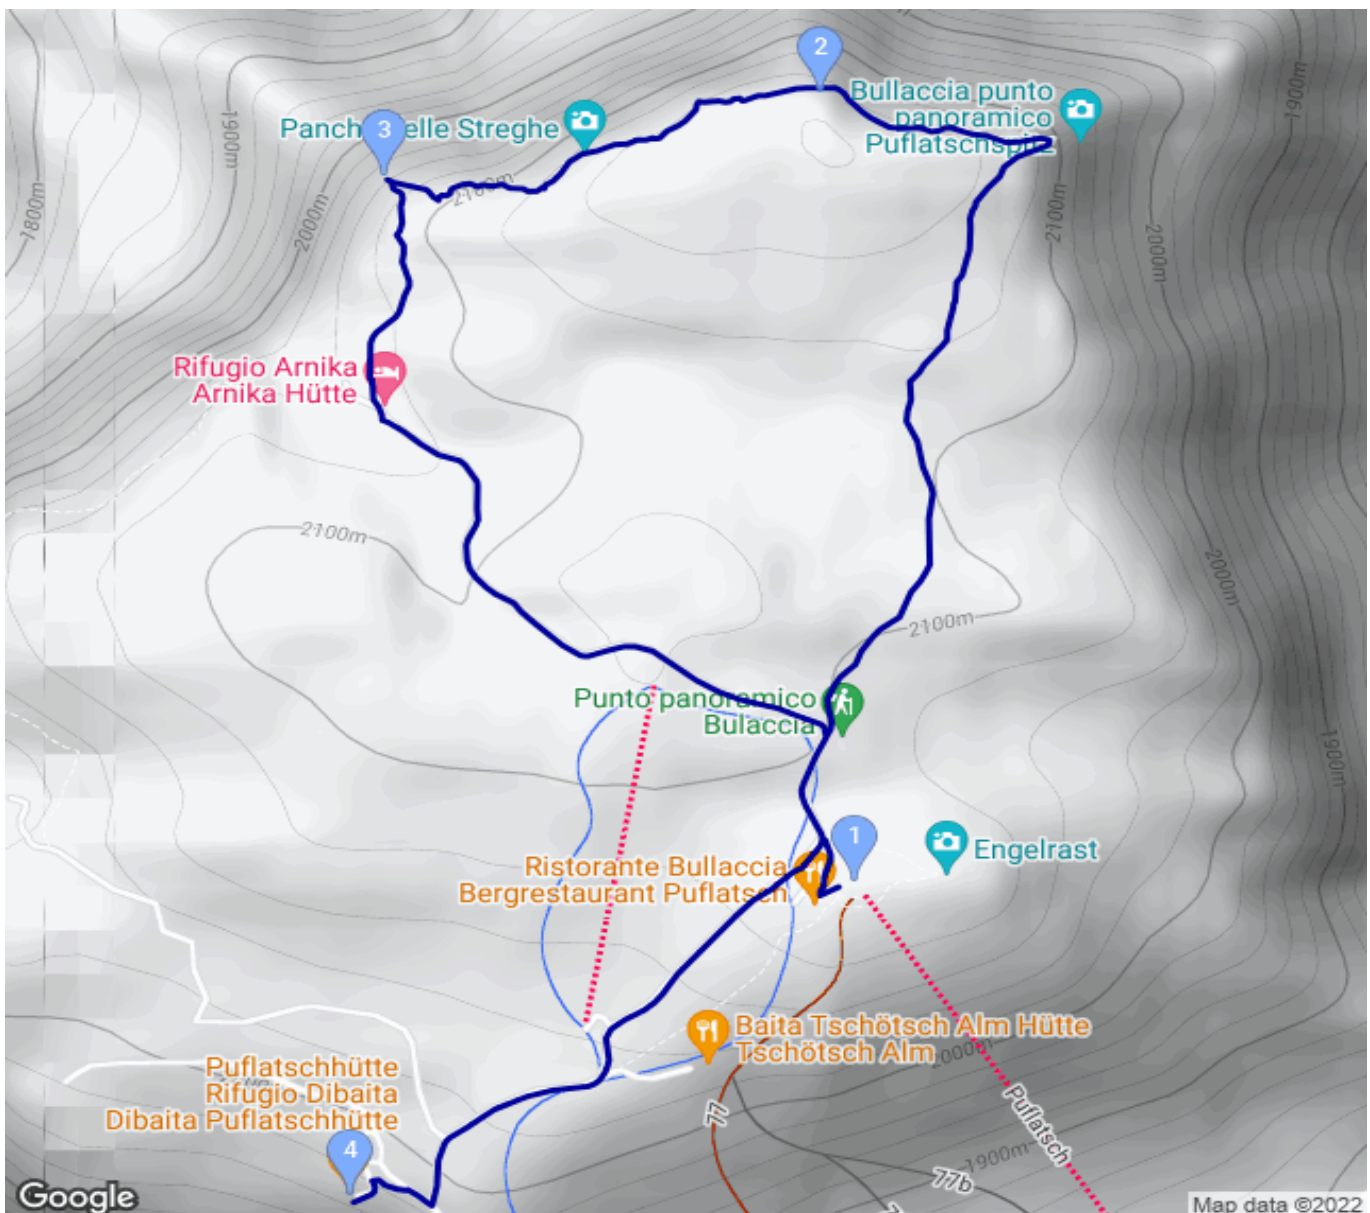 2
Bullaccia punto
panoramico
Puflatschspitz
1900m
3
Panch elle Streghe
1900m
1800m
2000m
2100m
2100m
2000m
Rifugio Arnika
Arnika Hütte
2100m
2000m
2100m
Punto panoramico
Bulaccia
1900m
1
Engelrast
Ristorante Bullaccia
Bergrestaurant Puflatsch
Baita Tschötsch Alm Hütte
Tschötsch Alm
2000m
Puflatschhütte
Rifugio Dibaita
Dibaita Puflatschhütte
77
Puflatsch
4
1900m
77b
Google
Map data ©2022